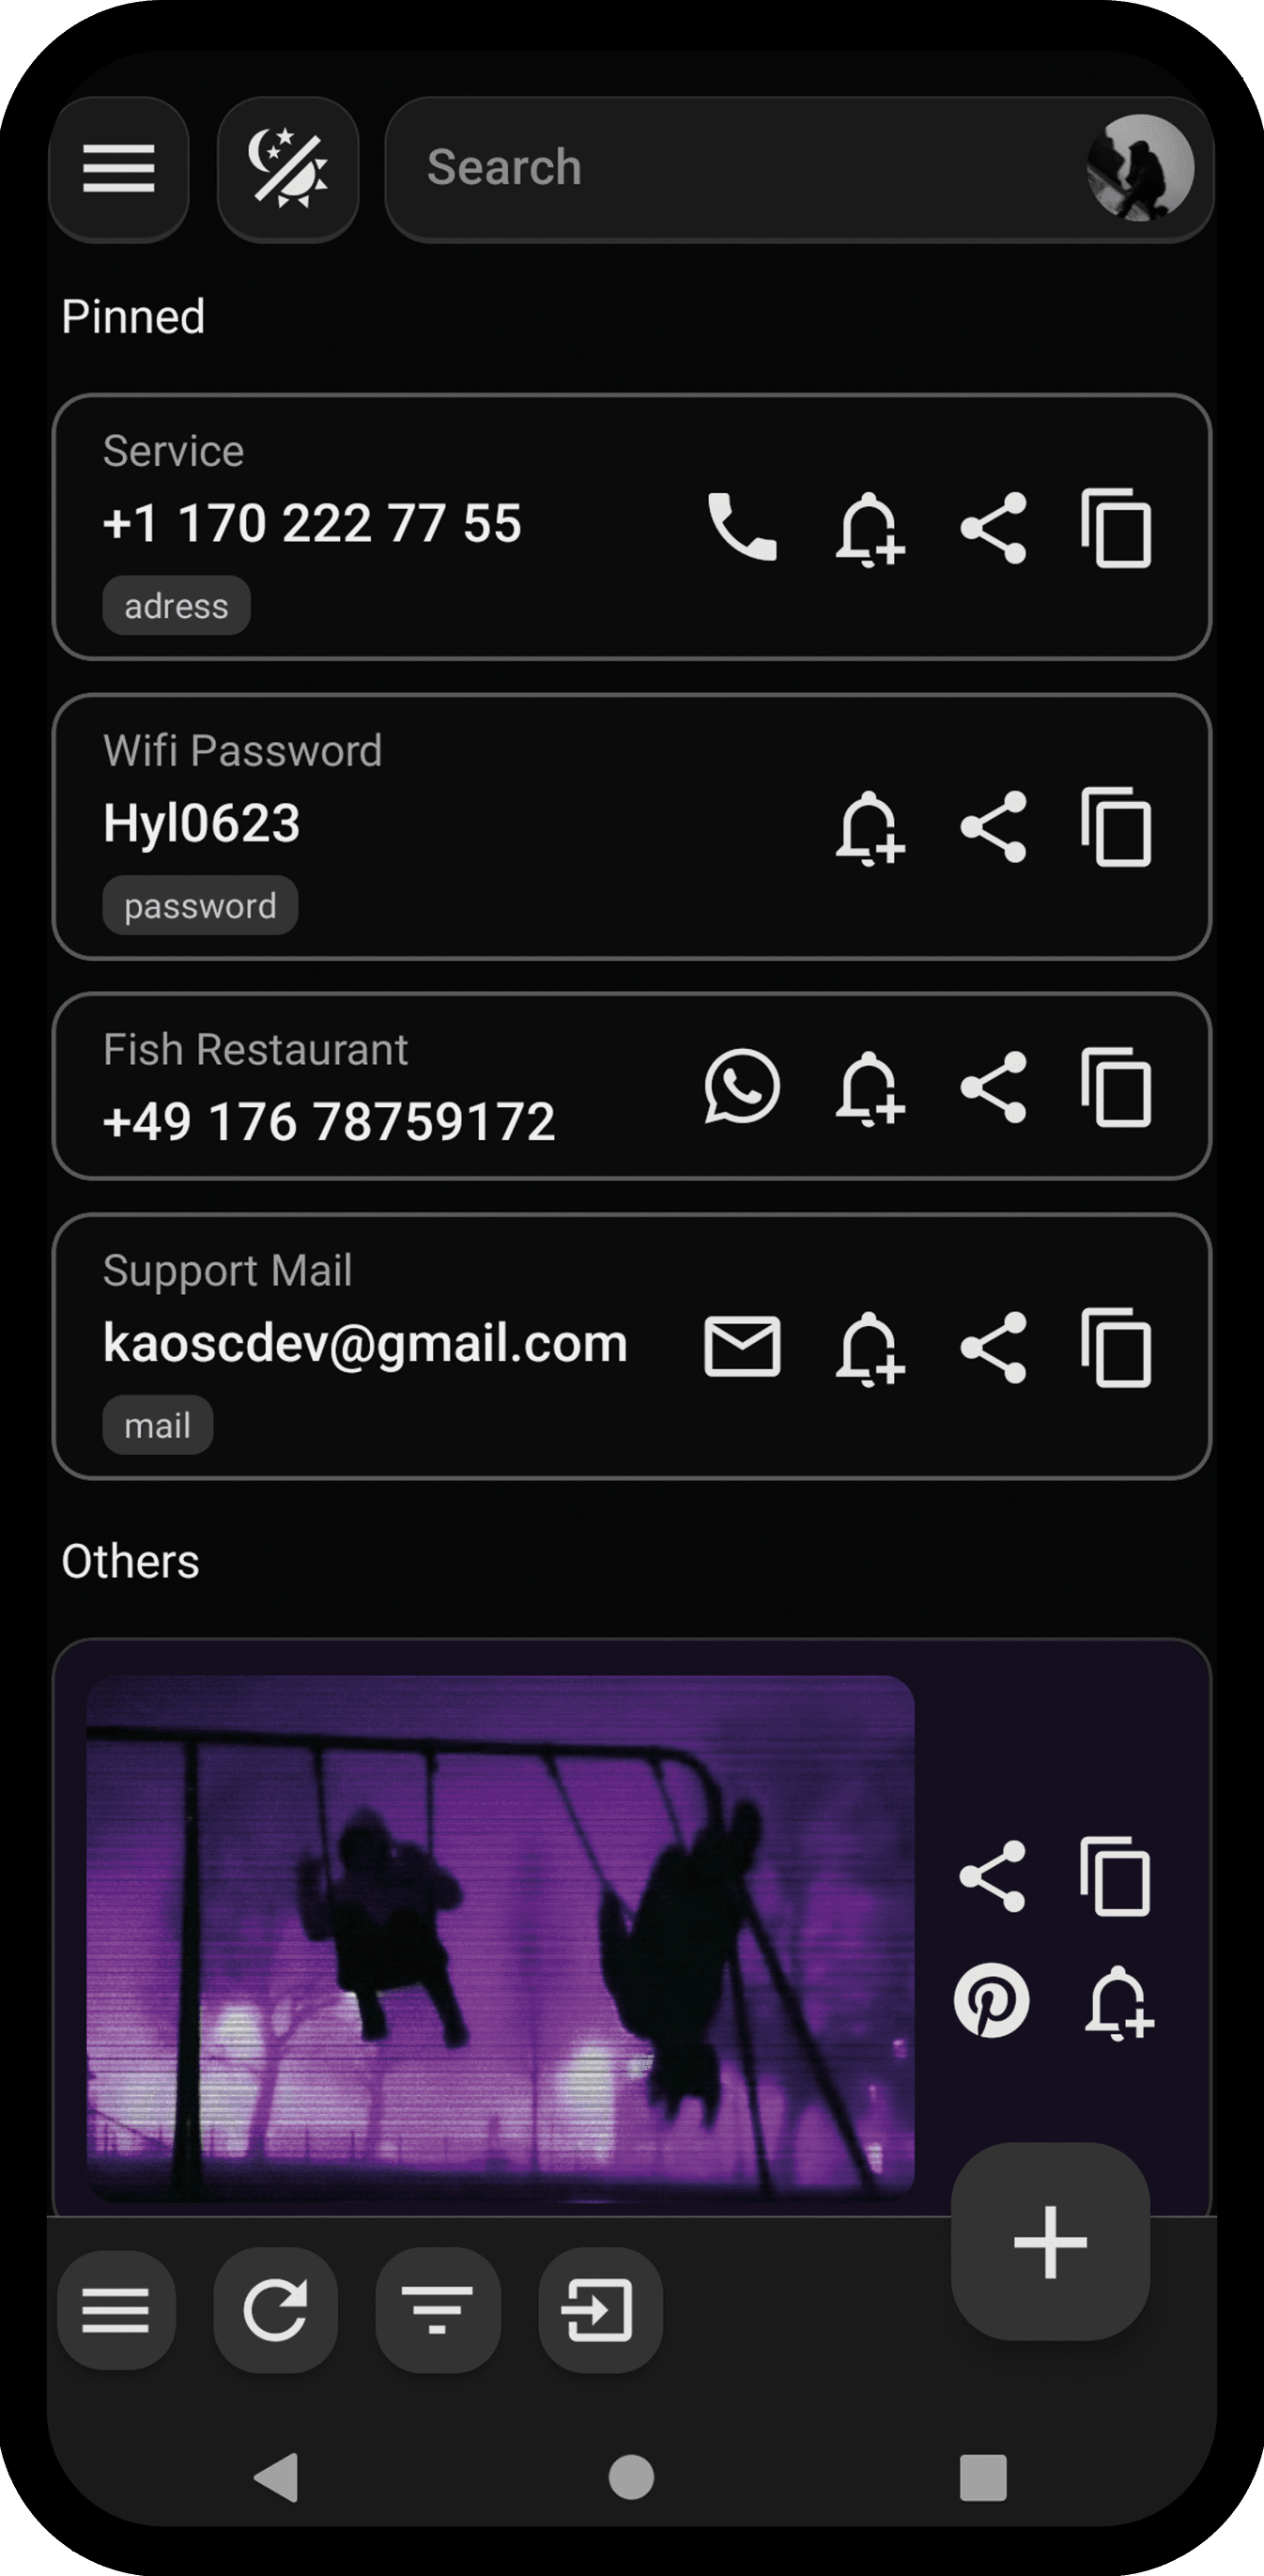 Search
Pinned
Service
+1 170 222 77 55
adress
Wifi Password
Hyl0623
password
Fish Restaurant
+49 176 78759172
Support Mail
kaoscdev@gmail.com
mail
Others